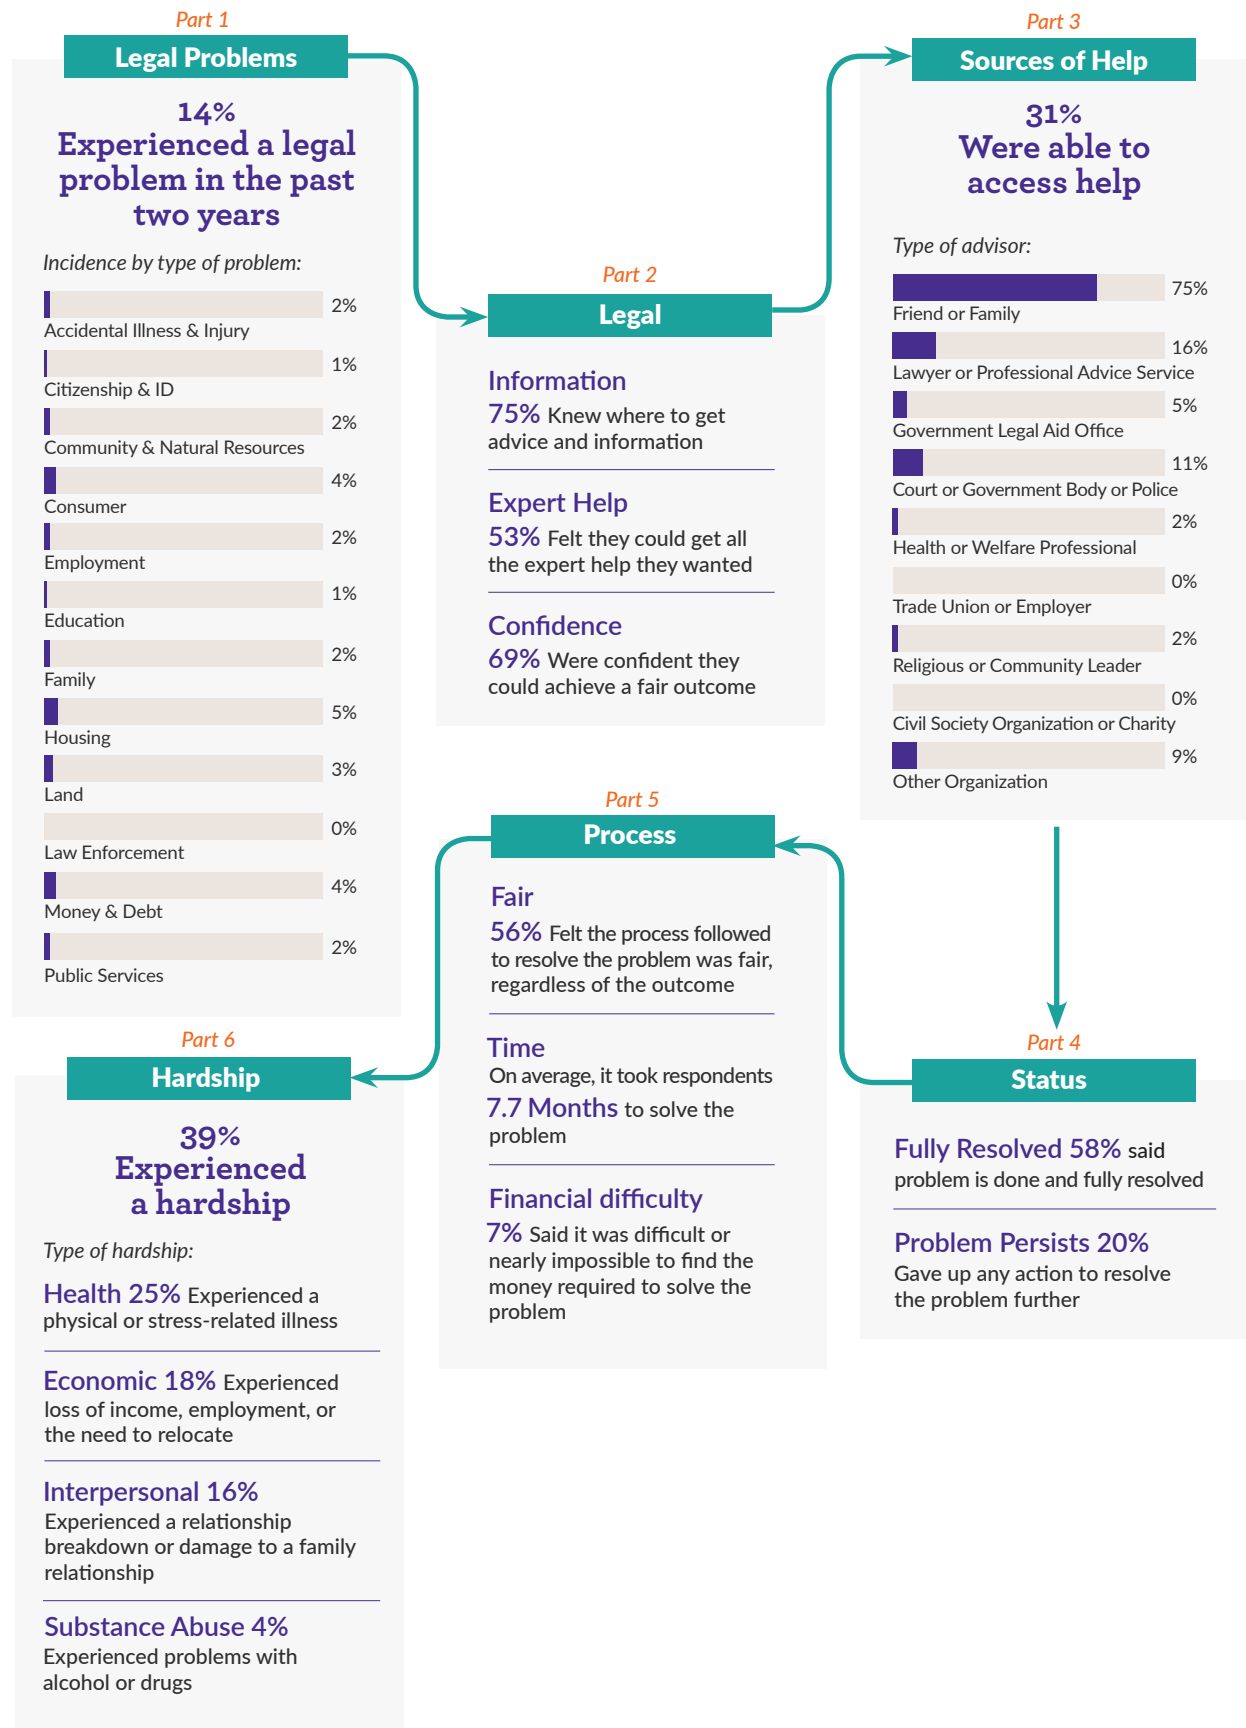 Part 1
Legal Problems
14%
Experienced a legal
problem in the past
two years
Incidence by type of problem:
2%
Accidental Illness & Injury
1%
Citizenship & ID
2%
Community & Natural Resources
4%
Consumer
2%
Employment
1%
Education
2%
Family
5%
Housing
3%
Land
0%
Law Enforcement
4%
Money & Debt
2%
Public Services
Part 2
Legal
Information
75% Knew where to get
advice and information
Expert Help
53% Felt they could get all
the expert help they wanted
Confidence
69% Were confident they
could achieve a fair outcome
Part 3
Sources of Help
31%
Were able to
access help
Type of advisor:
75%
Friend or Family
16%
Lawyer or Professional Advice Service
5%
Government Legal Aid Office
11%
Court or Government Body or Police
2%
Health or Welfare Professional
0%
Trade Union or Employer
2%
Religious or Community Leader
0%
Civil Society Organization or Charity
9%
Other Organization
Part 4
Status
Fully Resolved 58% said
problem is done and fully resolved
Problem Persists 20%
Gave up any action to resolve
the problem further
Part 5
Process
Fair
56% Felt the process followed
to resolve the problem was fair,
regardless of the outcome
Time
On average, it took respondents
7.7 Months to solve the
problem
Financial difficulty
7% Said it was difficult or
nearly impossible to find the
money required to solve the
problem
Part 6
Hardship
39%
Experienced
a hardship
Type of hardship:
Health 25% Experienced a
physical or stress-related illness
Economic 18% Experienced
loss of income, employment, or
the need to relocate
Interpersonal 16%
Experienced a relationship
breakdown or damage to a family
relationship
Substance Abuse 4%
Experienced problems with
alcohol or drugs